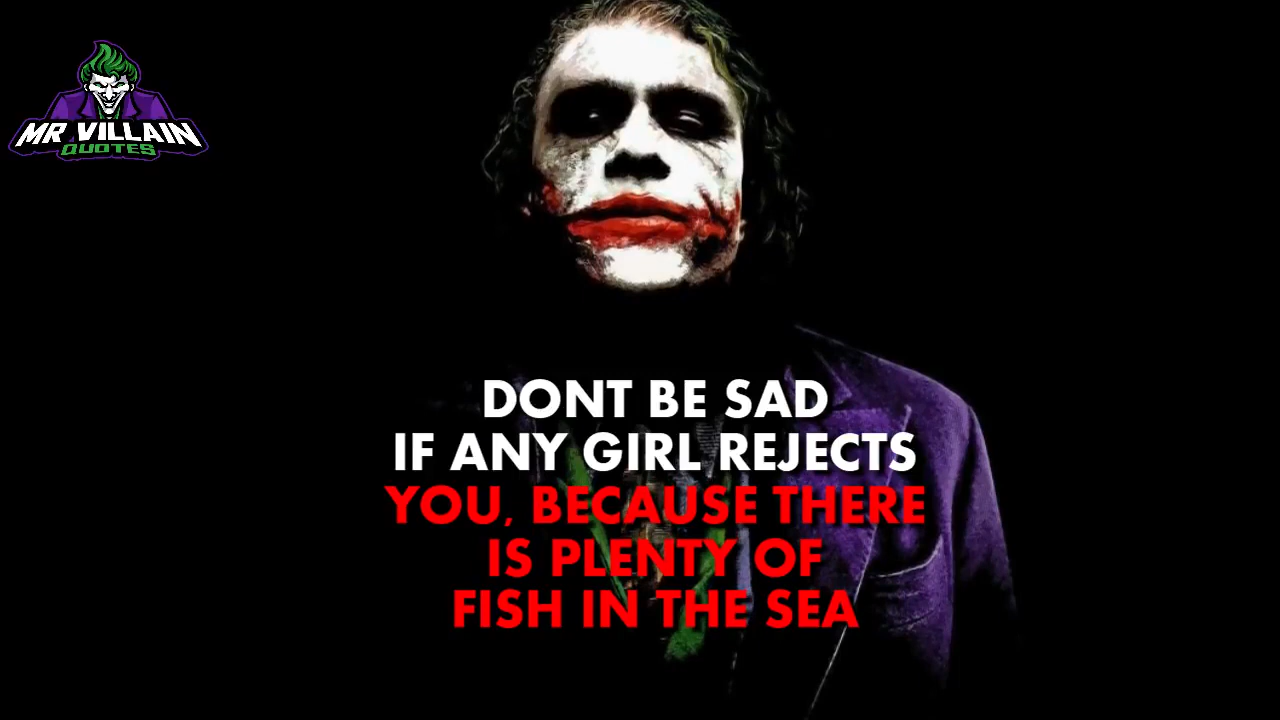 MR VILLAIN
QUOTES
DONT BE SAD
IF ANY GIRL REJECTS
YOU, BECAUSE THERE
IS PLENTY OF
FISH IN THE SEA